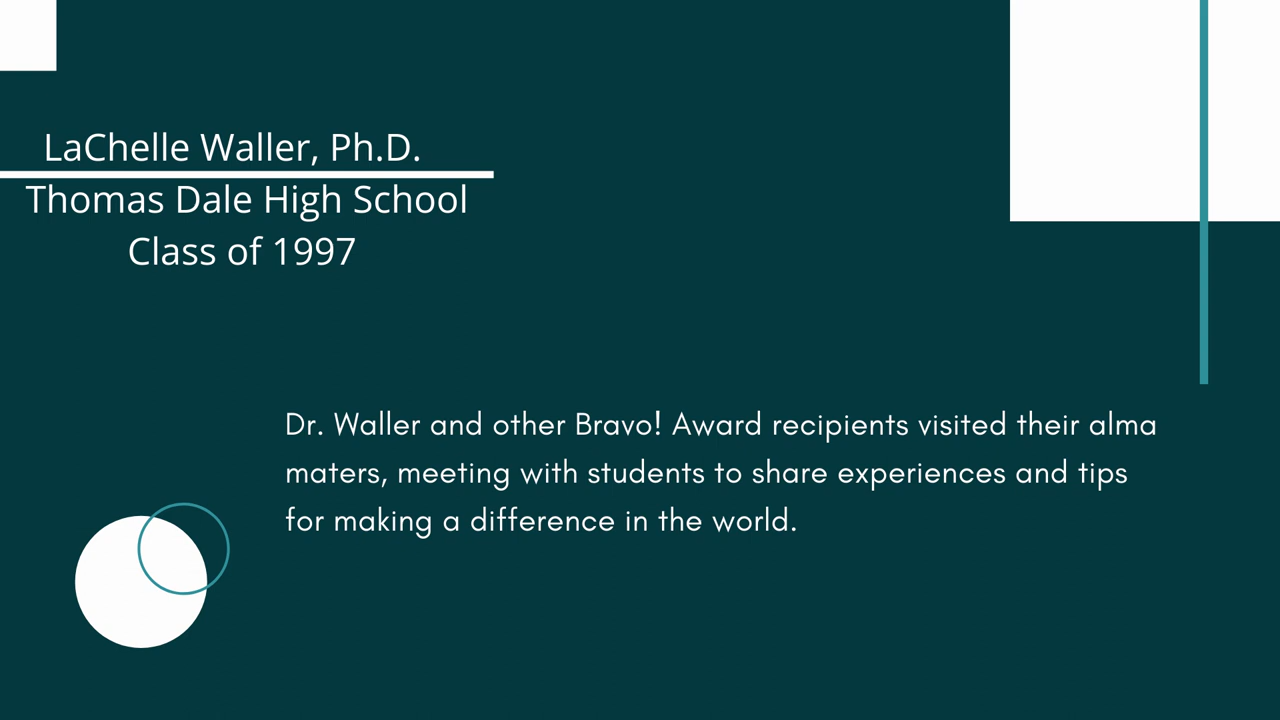 LaChelle Waller, Ph.D.
Thomas Dale High School
Class of 1997
Dr. Waller and other Bravo! Award recipients visited their alma
maters, meeting with students to share experiences and tips
for making a difference in the world.